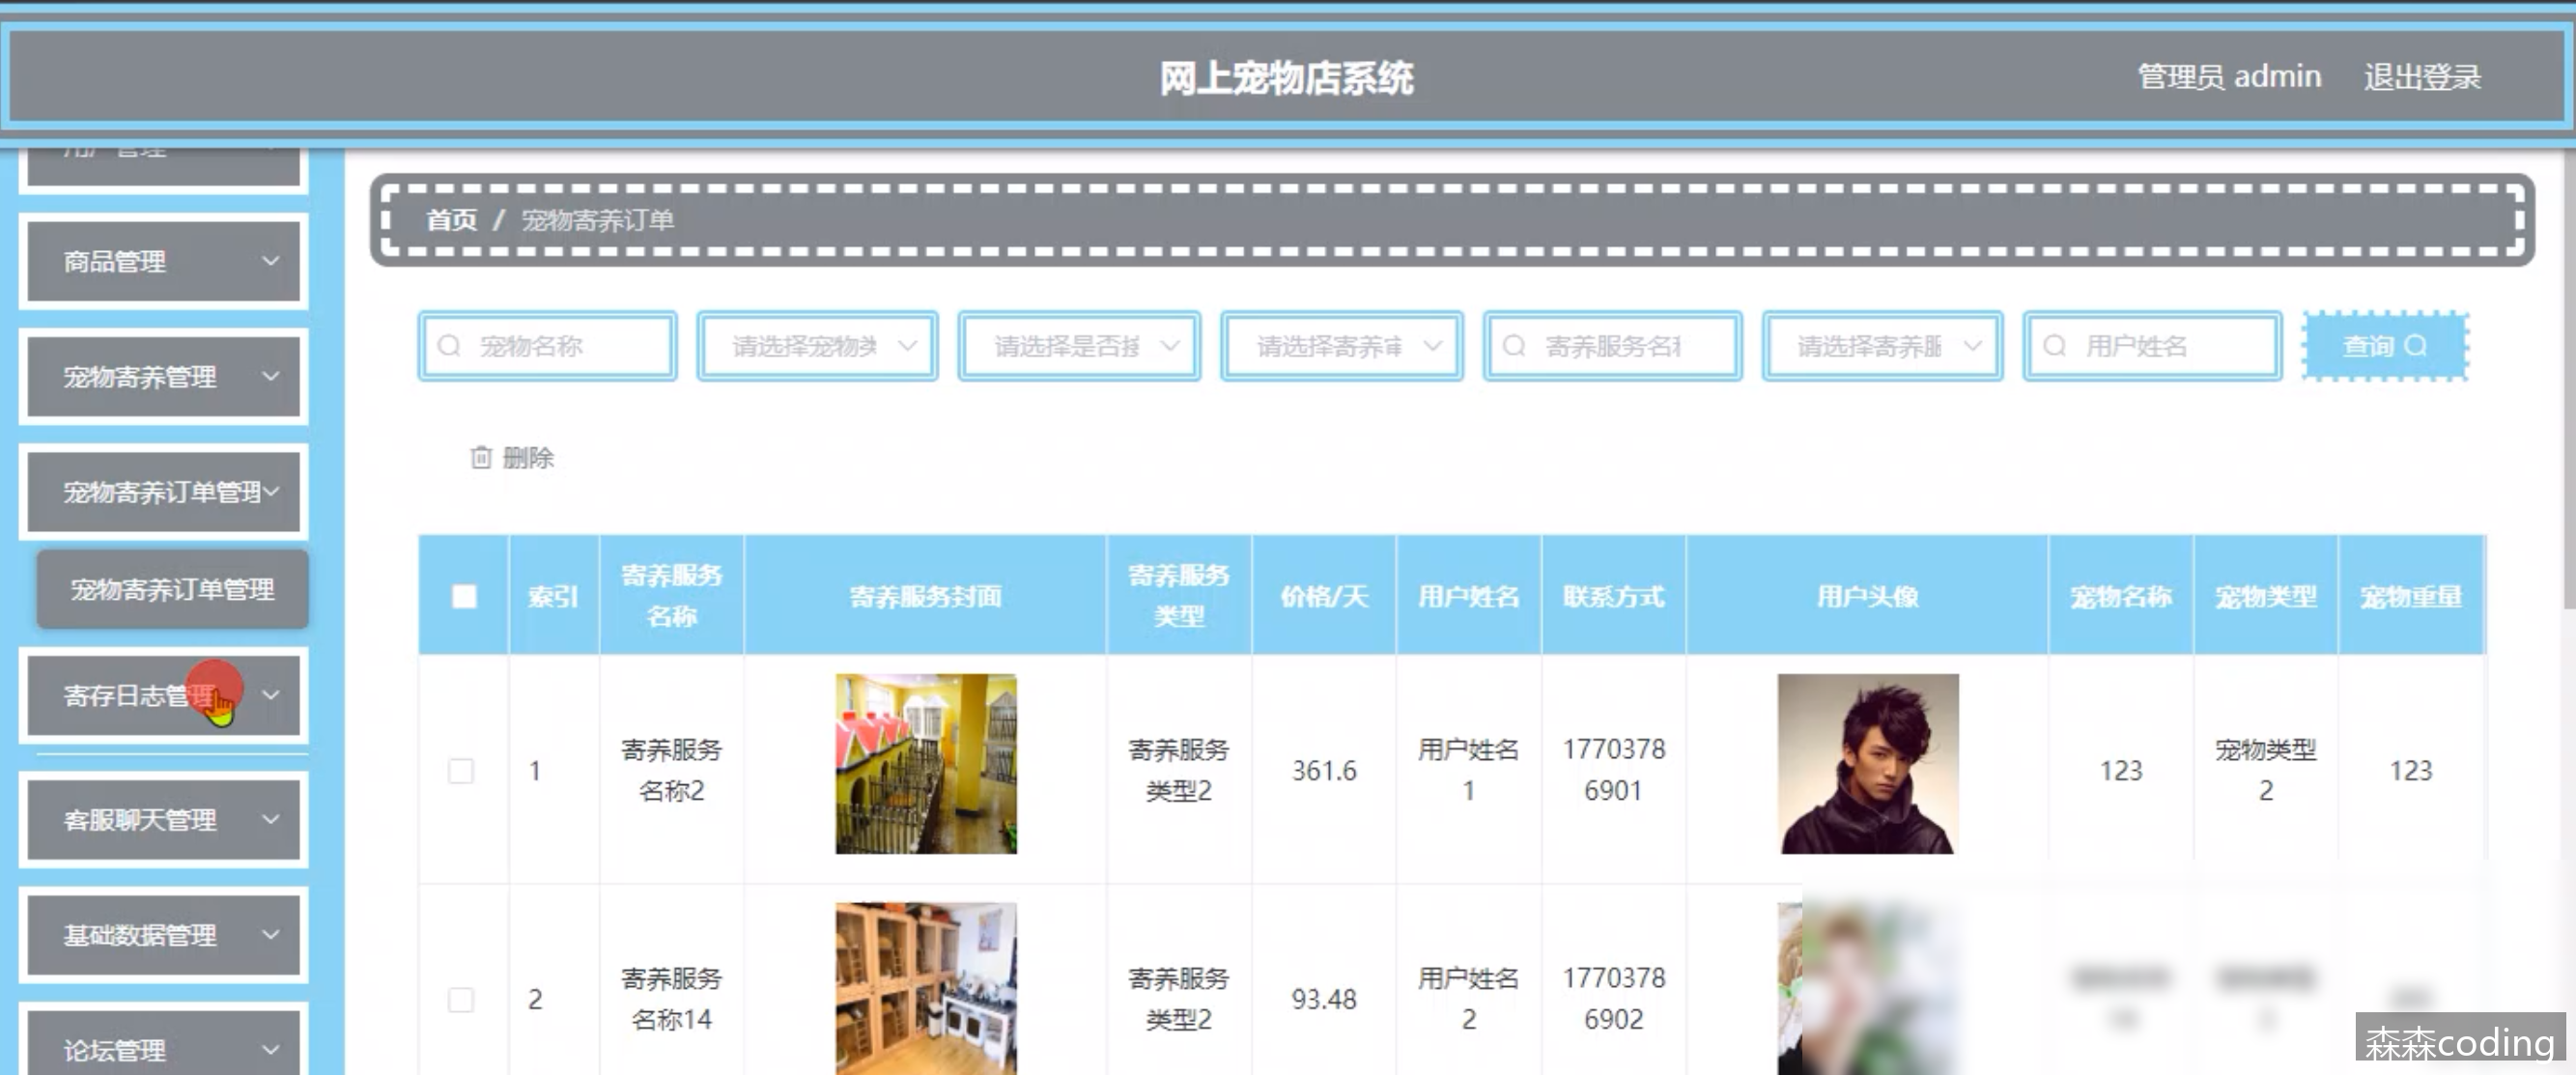 网上宠物店系统
管理员 admin
退出登录
用户管理
商品管理
宠物寄养管理
宠物寄养订单管理
宠物寄养订单管理
寄存日志管理
客服聊天管理
基础数据管理
论坛管理
首页 / 宠物寄养订单
宠物名称
请选择宠物类
请选择是否接
请选择寄养审
寄养服务名称
请选择寄养服
用户姓名
查询
删除
索引
寄养服务
名称
寄养服务封面
寄养服务
类型
价格/天
用户姓名
联系方式
用户头像
宠物名称
宠物类型
宠物重量
1
寄养服务
名称2
寄养服务
类型2
361.6
用户姓名
1
1770378
6901
123
宠物类型
2
123
2
寄养服务
名称14
寄养服务
类型2
93.48
用户姓名
2
1770378
6902
森森coding